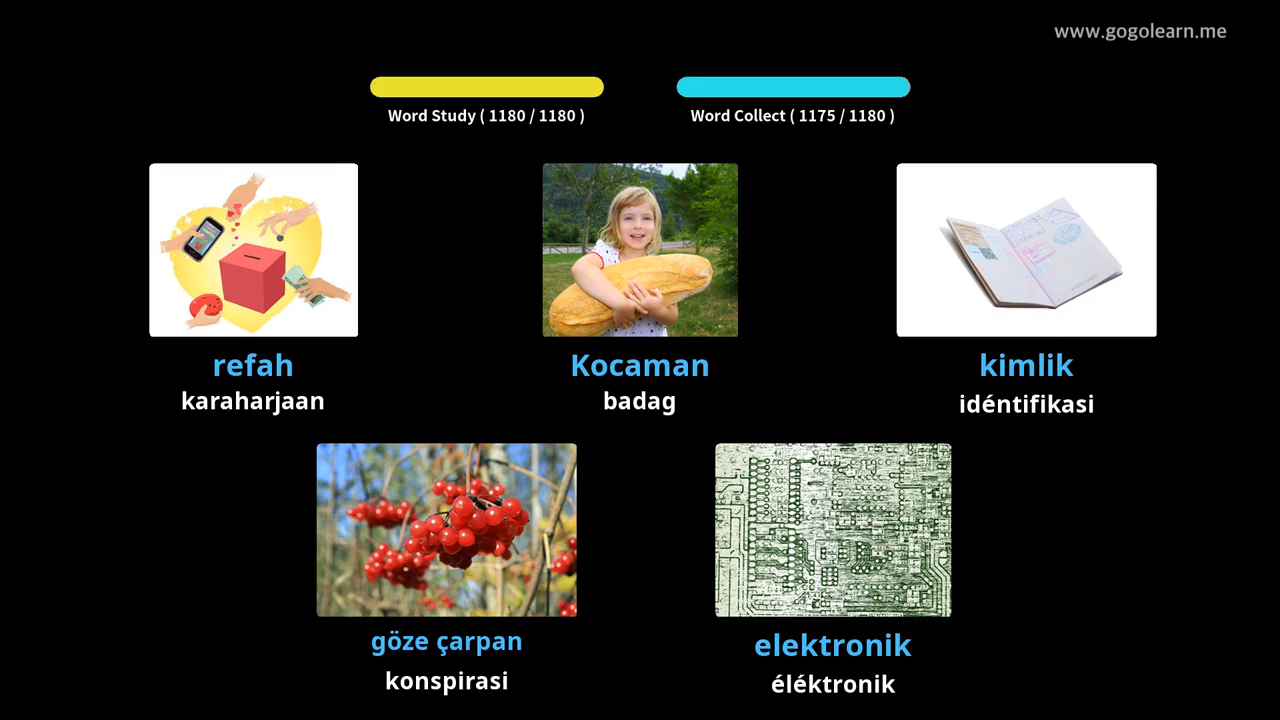 www.gogolearn.me
Word Study ( 1180 / 1180 )
Word Collect ( 1175 / 1180 )
refah
karaharjaan
Kocaman
badag
kimlik
idéntifikasi
göze çarpan
konspirasi
elektronik
éléktronik